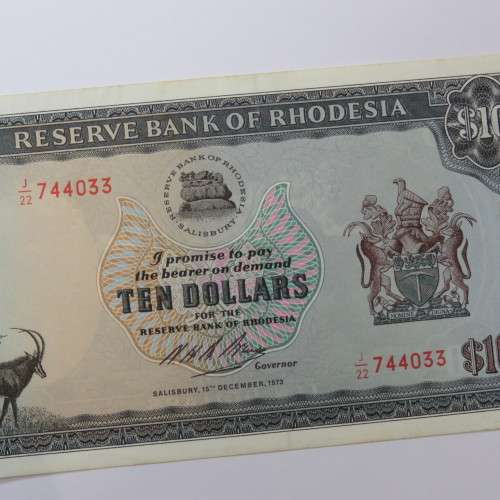 RESERVE BANK OF RHODESIA
$10
J/22 744033
RESERVE BANK OF RHODESIA
SALISBURY
I promise to pay
the bearer on demand
TEN DOLLARS
FOR THE
RESERVE BANK OF RHODESIA
Governor
J/22 744033
$10
SALISBURY, 15TH DECEMBER, 1973